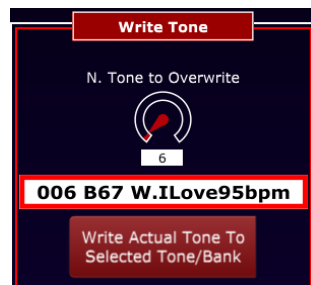 Write Tone
N. Tone to Overwrite
6
006 B67 W.ILove95bpm
Write Actual Tone To
Selected Tone/Bank